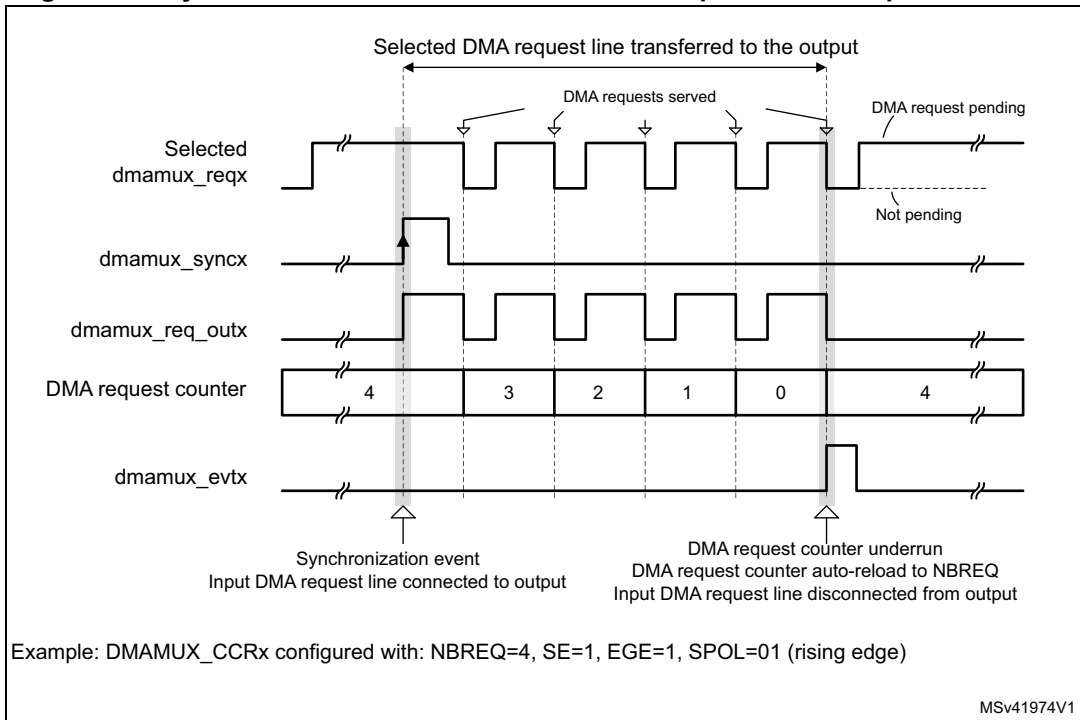 Selected DMA request line transferred to the output
DMA requests served
DMA request pending
Selected
dmamux_reqx
Not pending
dmamux_syncx
dmamux_req_outx
DMA request counter
4
3
2
1
0
4
dmamux_evtx
Synchronization event
Input DMA request line connected to output
DMA request counter underrun
DMA request counter auto-reload to NBREQ
Input DMA request line disconnected from output
Example: DMAMUX_CCRx configured with: NBREQ=4, SE=1, EGE=1, SPOL=01 (rising edge)
MSv41974V1